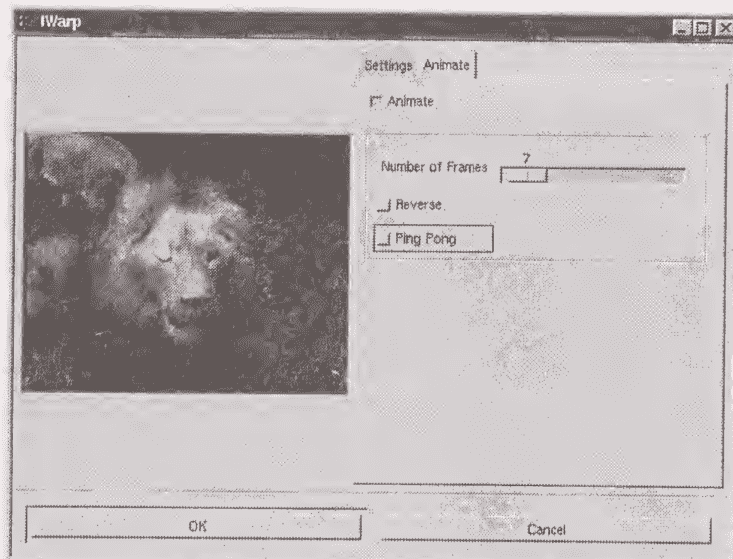 IWarp
Settings Animate
Animate
Number of Frames 7
Reverse
Ping Pong
OK Cancel